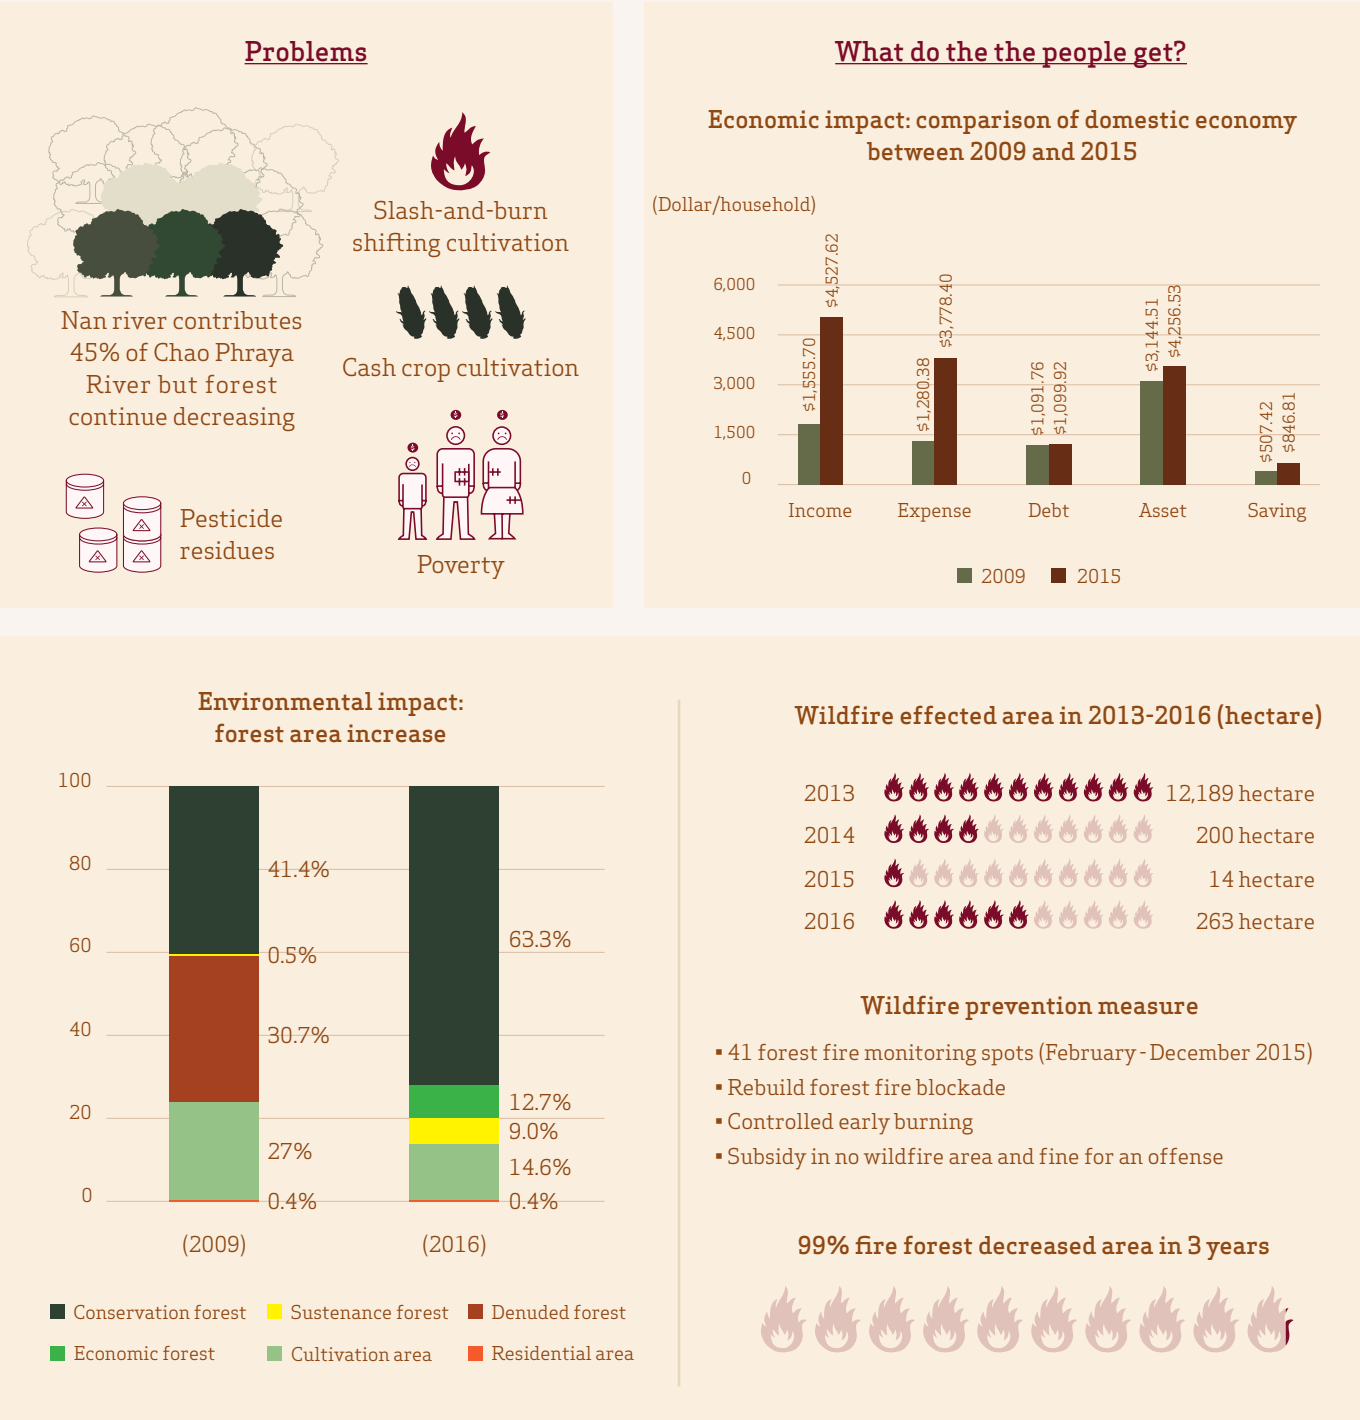 Problems
Slash-and-burn
shifting cultivation
Nan river contributes
45% of Chao Phraya
River but forest
continue decreasing
Cash crop cultivation
Pesticide
residues
Poverty
What do the the people get?
Economic impact: comparison of domestic economy
between 2009 and 2015
(Dollar/household)
6,000
4,500
3,000
1,500
0
$1,555.70
$4,527.62
$1,280.38
$3,778.40
$1,091.76
$1,099.92
$3,144.51
$4,256.53
$507.42
$846.81
Income
Expense
Debt
Asset
Saving
2009
2015
Environmental impact:
forest area increase
100
80
60
40
20
0
41.4%
0.5%
30.7%
27%
0.4%
63.3%
12.7%
9.0%
14.6%
0.4%
(2009)
(2016)
Conservation forest
Sustenance forest
Denuded forest
Economic forest
Cultivation area
Residential area
Wildfire effected area in 2013-2016 (hectare)
2013 12,189 hectare
2014 200 hectare
2015 14 hectare
2016 263 hectare
Wildfire prevention measure
▪ 41 forest fire monitoring spots (February - December 2015)
▪ Rebuild forest fire blockade
▪ Controlled early burning
▪ Subsidy in no wildfire area and fine for an offense
99% fire forest decreased area in 3 years